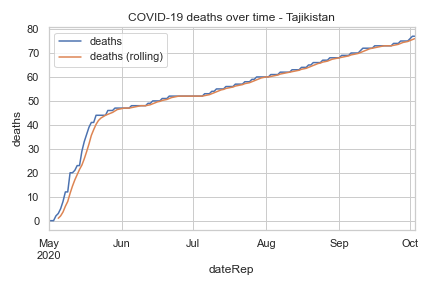 COVID-19 deaths over time - Tajikistan
deaths
deaths (rolling)
80
70
60
50
40
30
20
10
0
deaths
May Jun Jul Aug Sep Oct
2020
dateRep